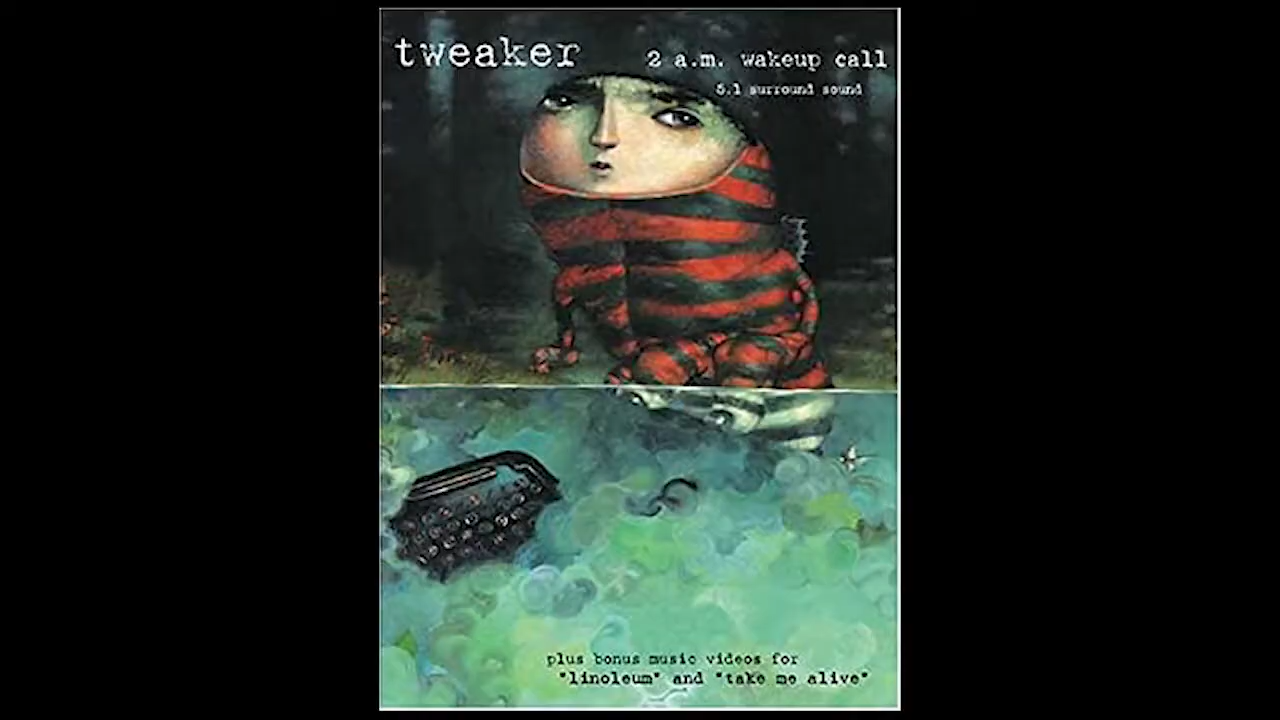 tweaker
2 a.m. wakeup call
5.1 surround sound
plus bonus music videos for
"linoleum" and "take me alive"